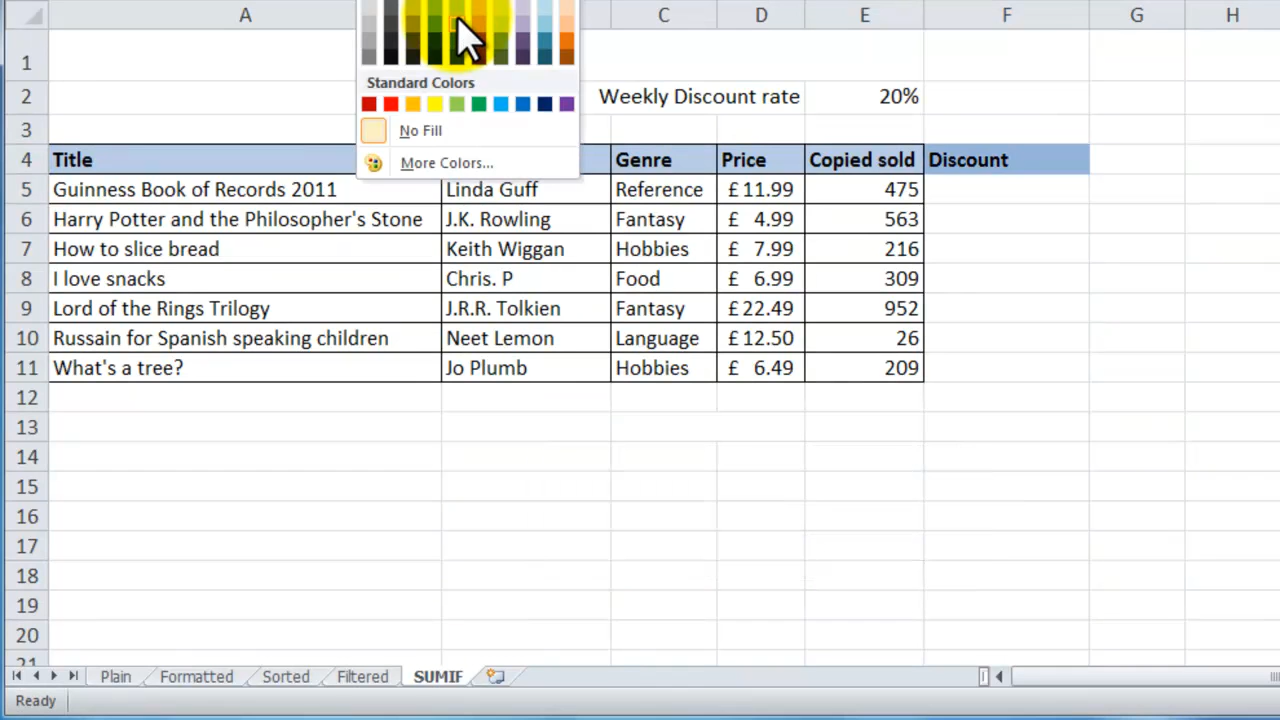 A C D E F G H
1
Standard Colors
2 Weekly Discount rate 20%
No Fill
3
4 Title Genre Price Copied sold Discount
More Colors...
5 Guinness Book of Records 2011 Linda Guff Reference £ 11.99 475
6 Harry Potter and the Philosopher's Stone J.K. Rowling Fantasy £ 4.99 563
7 How to slice bread Keith Wiggan Hobbies £ 7.99 216
8 I love snacks Chris. P Food £ 6.99 309
9 Lord of the Rings Trilogy J.R.R. Tolkien Fantasy £ 22.49 952
10 Russain for Spanish speaking children Neet Lemon Language £ 12.50 26
11 What's a tree? Jo Plumb Hobbies £ 6.49 209
12
13
14
15
16
17
18
19
20
21
Plain Formatted Sorted Filtered SUMIF
Ready